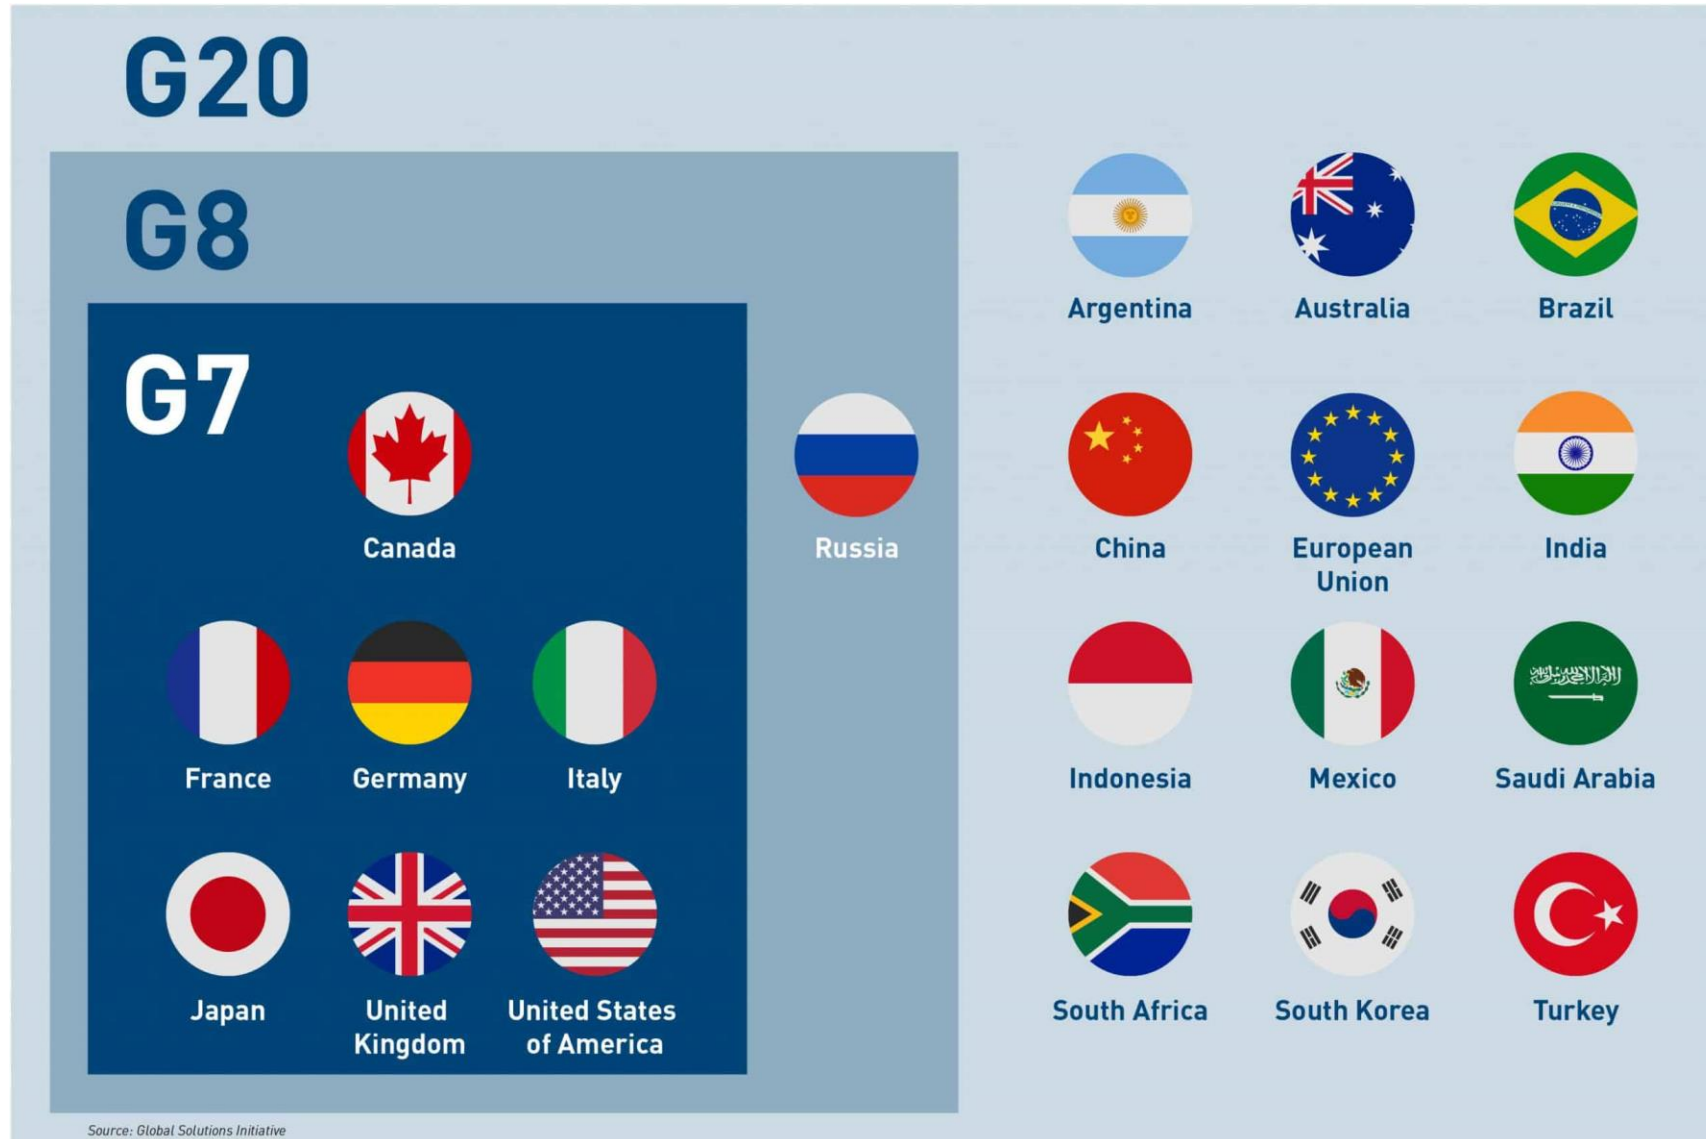 G20
G8
G7
Canada
France
Germany
Italy
Japan
United
Kingdom
United States
of America
Russia
Argentina
Australia
Brazil
China
European
Union
India
Indonesia
Mexico
Saudi Arabia
South Africa
South Korea
Turkey
Source: Global Solutions Initiative